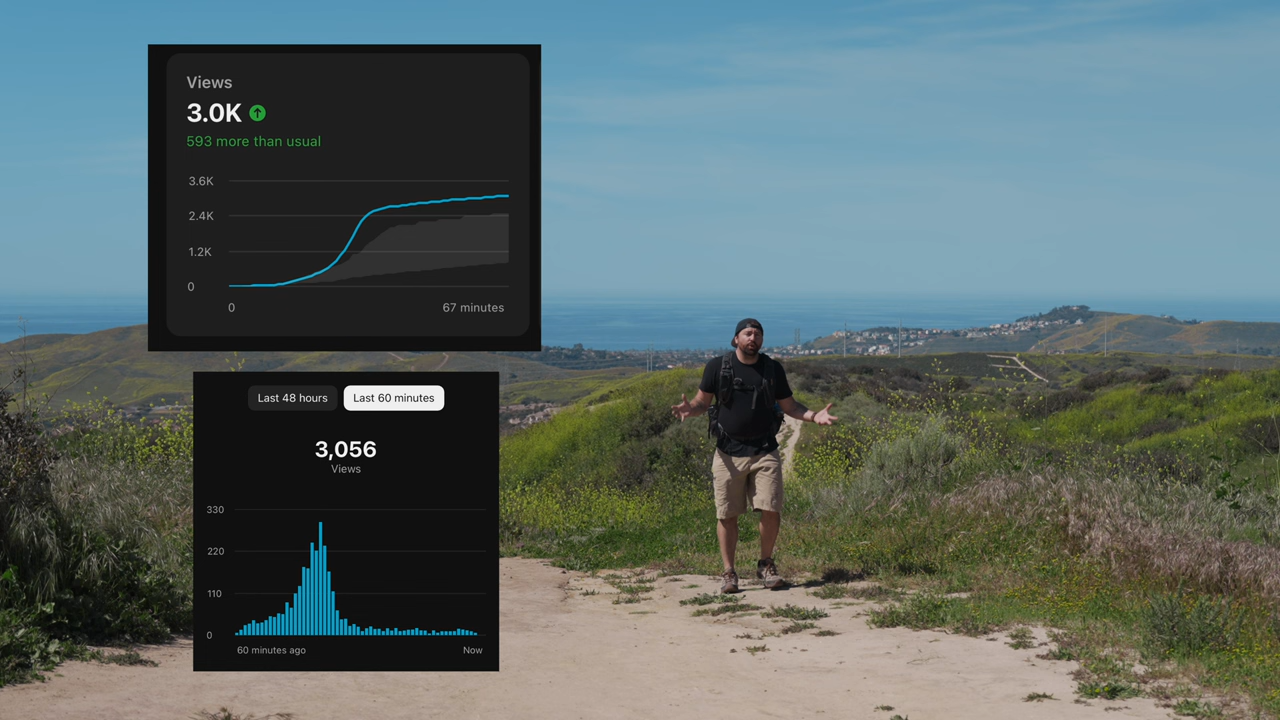 Views
3.0K
593 more than usual
3.6K
2.4K
1.2K
0
0 67 minutes
Last 48 hours Last 60 minutes
3,056
Views
330
220
110
0
60 minutes ago Now